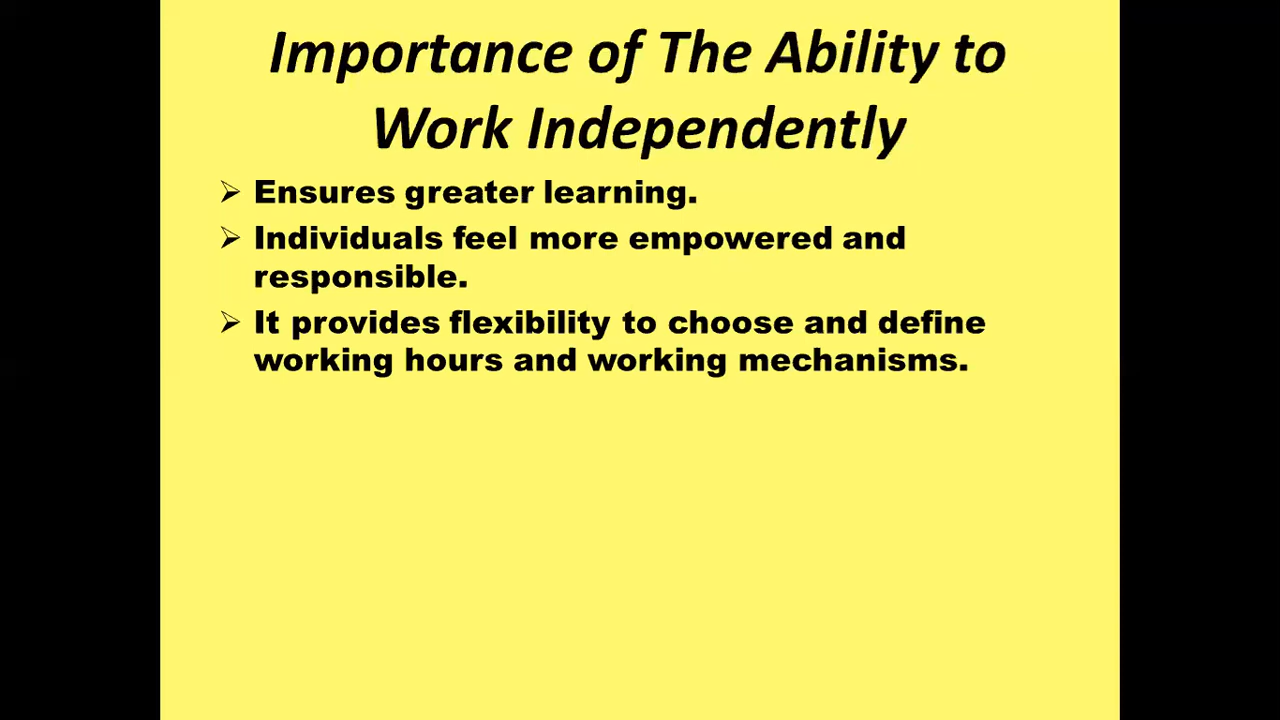 Importance of The Ability to
Work Independently
➢ Ensures greater learning.
➢ Individuals feel more empowered and
responsible.
➢ It provides flexibility to choose and define
working hours and working mechanisms.